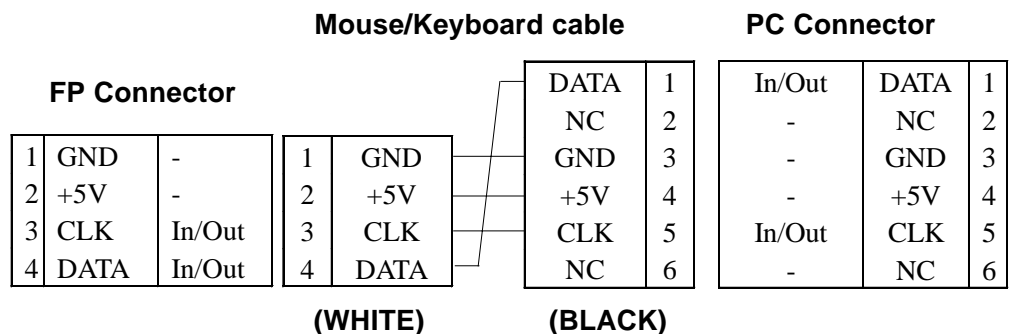 Mouse/Keyboard cable
PC Connector
FP Connector
1 GND -
2 +5V -
3 CLK In/Out
4 DATA In/Out
1 GND
2 +5V
3 CLK
4 DATA
(WHITE)
DATA 1
NC 2
GND 3
+5V 4
CLK 5
NC 6
(BLACK)
In/Out DATA 1
- NC 2
- GND 3
- +5V 4
In/Out CLK 5
- NC 6